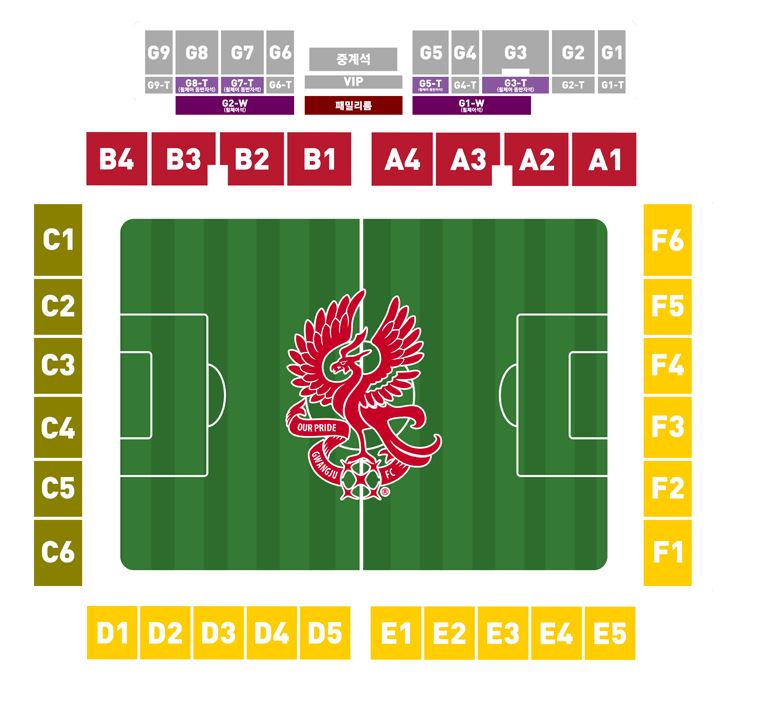 G9 G8 G7 G6 중계석 G5 G4 G3 G2 G1
G9-T G8-T (휠체어 동반자석) G7-T (휠체어 동반자석) G6-T VIP G5-T (휠체어 동반자석) G4-T G3-T (휠체어 동반자석) G2-T G1-T
G2-W (휠체어석) 패밀리룸 G1-W (휠체어석)
B4 B3 B2 B1 A4 A3 A2 A1
C1 F6
C2 F5
C3 F4
C4 F3
C5 F2
C6 F1
OUR PRIDE
GWANGJU FC
®
D1 D2 D3 D4 D5 E1 E2 E3 E4 E5